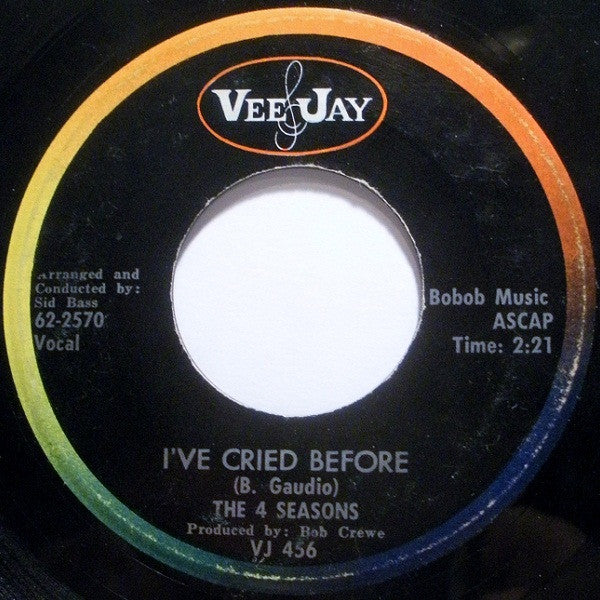 VEE JAY
Arranged and
Conducted by:
Sid Bass
62-2570
Vocal
Bobob Music
ASCAP
Time: 2:21
I'VE CRIED BEFORE
(B. Gaudio)
THE 4 SEASONS
Produced by: Bob Crewe
VJ 456